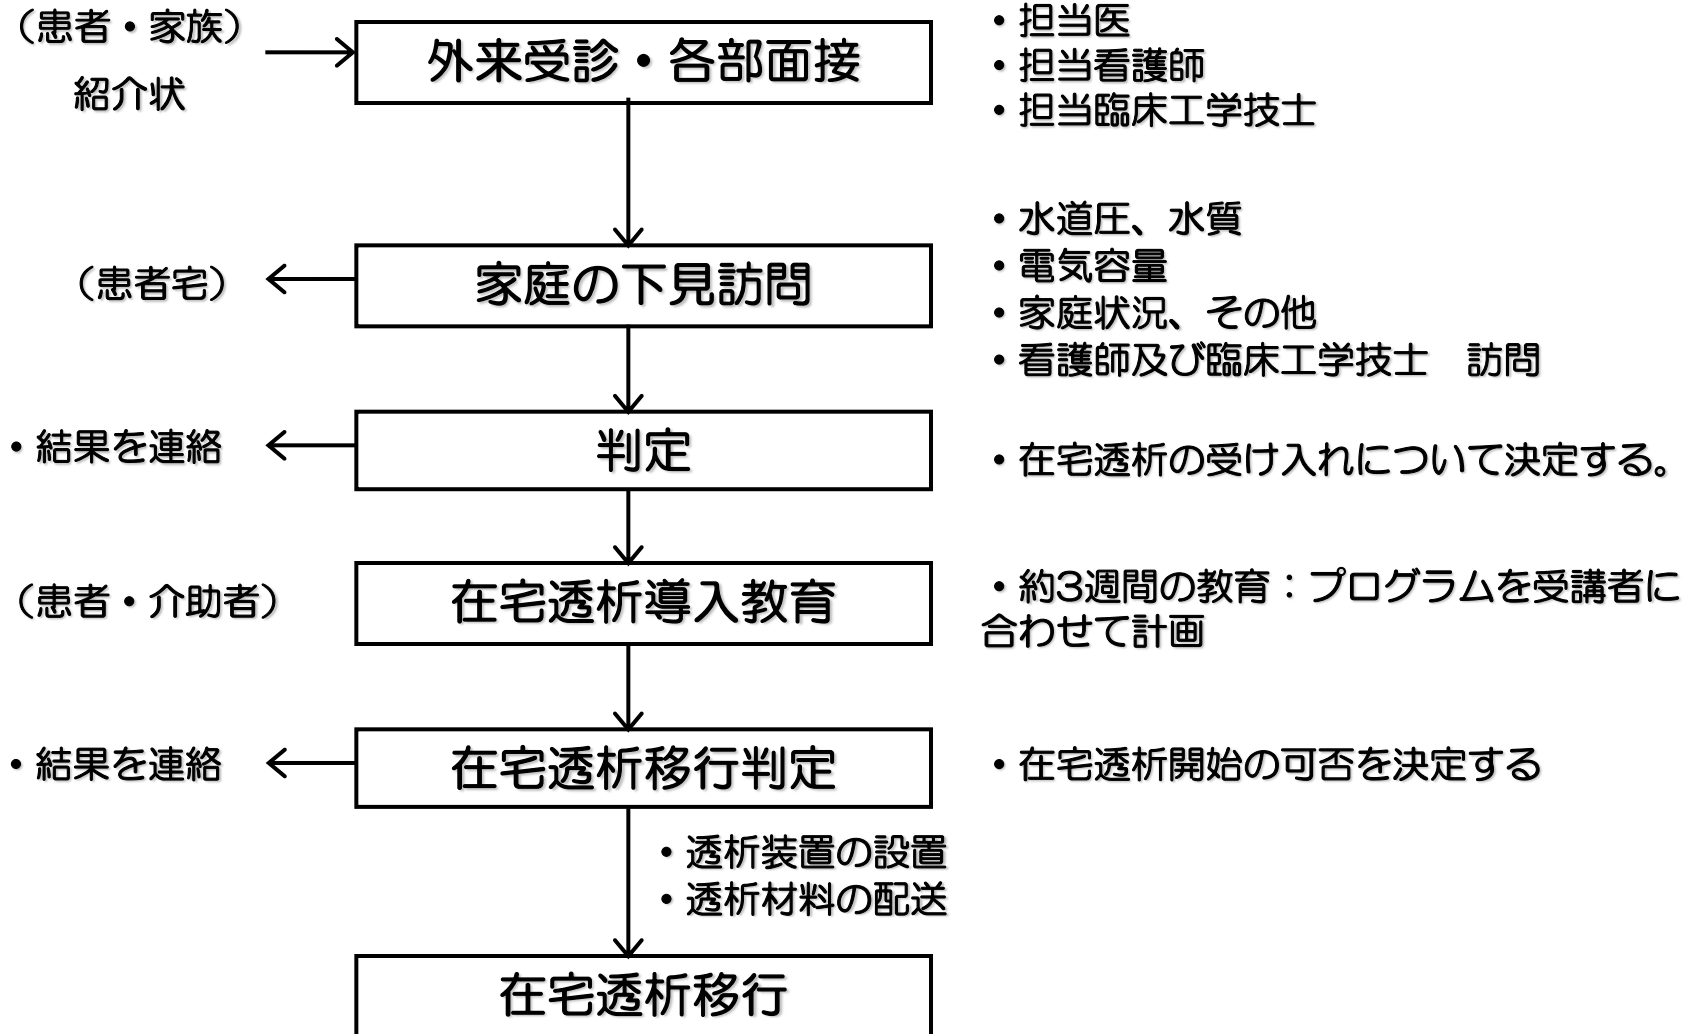 （患者・家族）
紹介状
外来受診・各部面接
・担当医
・担当看護師
・担当臨床工学技士
（患者宅）
家庭の下見訪問
・水道圧、水質
・電気容量
・家庭状況、その他
・看護師及び臨床工学技士　訪問
・結果を連絡
判定
・在宅透析の受け入れについて決定する。
（患者・介助者）
在宅透析導入教育
・約3週間の教育：プログラムを受講者に
合わせて計画
・結果を連絡
在宅透析移行判定
・在宅透析開始の可否を決定する
・透析装置の設置
・透析材料の配送
在宅透析移行